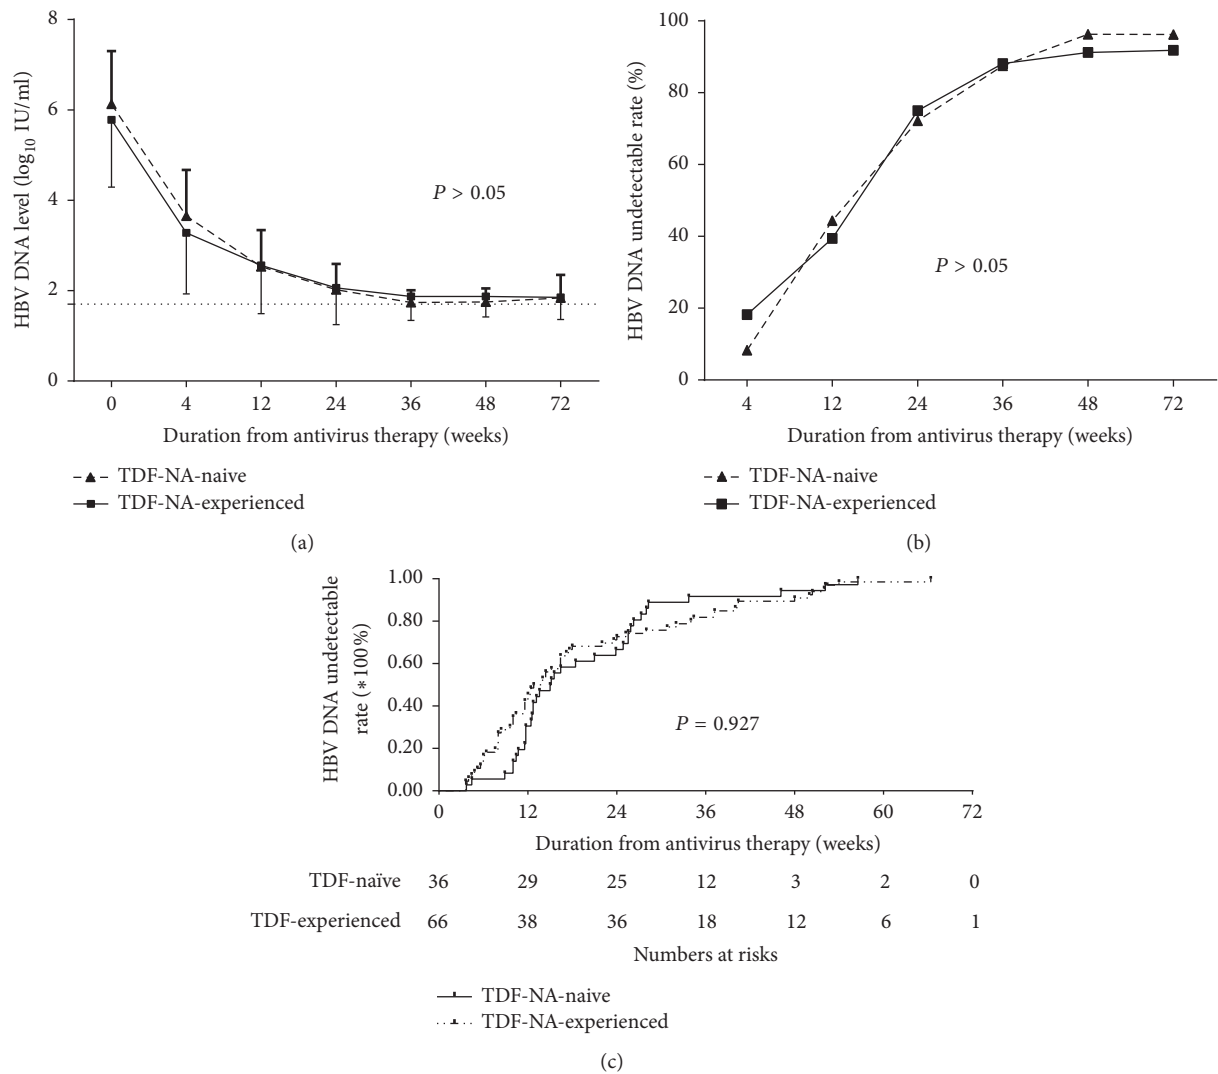 8
6
4
2
0
HBV DNA level (log10 IU/ml)
P > 0.05
0 4 12 24 36 48 72
Duration from antivirus therapy (weeks)
TDF-NA-naive
TDF-NA-experienced
(a)
100
80
60
40
20
0
HBV DNA undetectable rate (%)
P > 0.05
4 12 24 36 48 72
Duration from antivirus therapy (weeks)
TDF-NA-naive
TDF-NA-experienced
(b)
1.00
0.80
0.60
0.40
0.20
0.00
HBV DNA undetectable
rate (∗100%)
P = 0.927
0 12 24 36 48 60 72
Duration from antivirus therapy (weeks)
TDF-naïve 36 29 25 12 3 2 0
TDF-experienced 66 38 36 18 12 6 1
Numbers at risks
TDF-NA-naive
TDF-NA-experienced
(c)